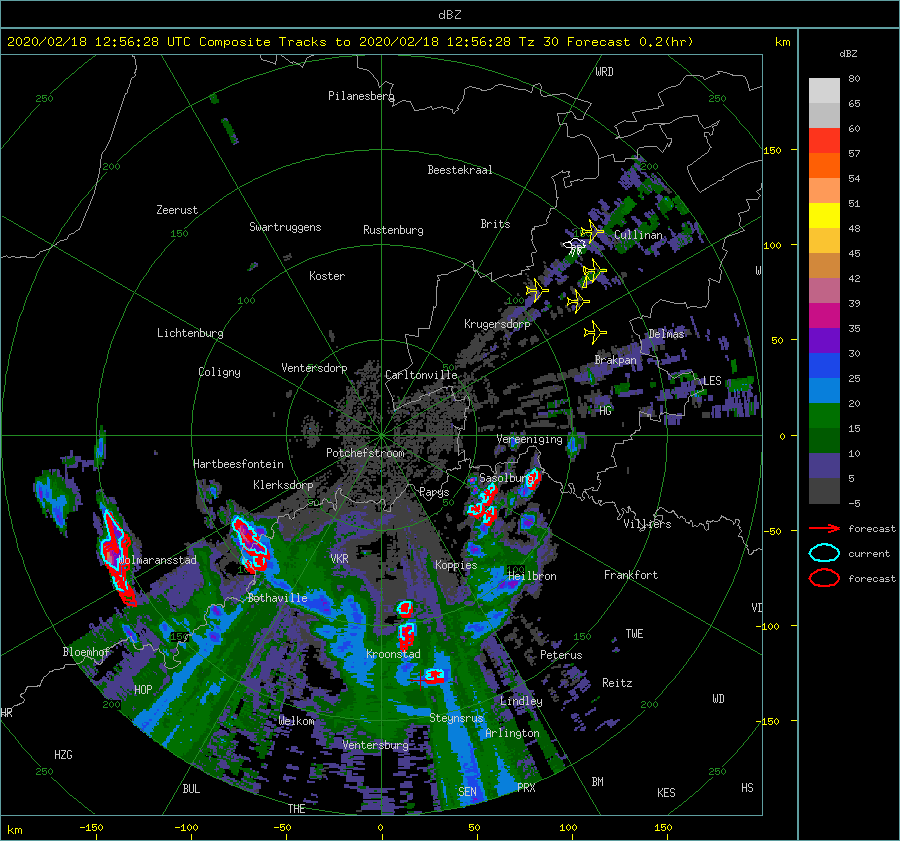 dBZ
2020/02/18 12:56:28 UTC Composite Tracks to 2020/02/18 12:56:28 Tz 30 Forecast 0.2(hr) km
dBZ
WRD
250 Pilanesberg 250
80
65
60
57
54
51
48
45
42
39
35
30
25
20
15
10
5
-5
forecast
current
forecast
150
100
50
0
-50
-100
-150
200 Beestekraal 200
Zeerust
150 Swartruggens Rustenburg Brits Cullinan
Koster W
100 100
Lichtenburg Krugersdorp Delmas
Coligny Ventersdorp Carltonville Brakpan LES
HG
Vereeniging
Hartbeesfontein Potchefstroom
Klerksdorp Parys Sasolburg
50
Villiers
Wolmaransstad VKR Koppies
100 Heilbron Frankfort
Bothaville VI
150 150 TWE
Bloemhof Kroonstad Peterus
HOP Reitz
200 Lindley 200 WD
HR Welkom Steynsrus
Arlington
HZG Ventersburg
250 250
BUL SEN PRX BM KES HS
THE
km -150 -100 -50 0 50 100 150